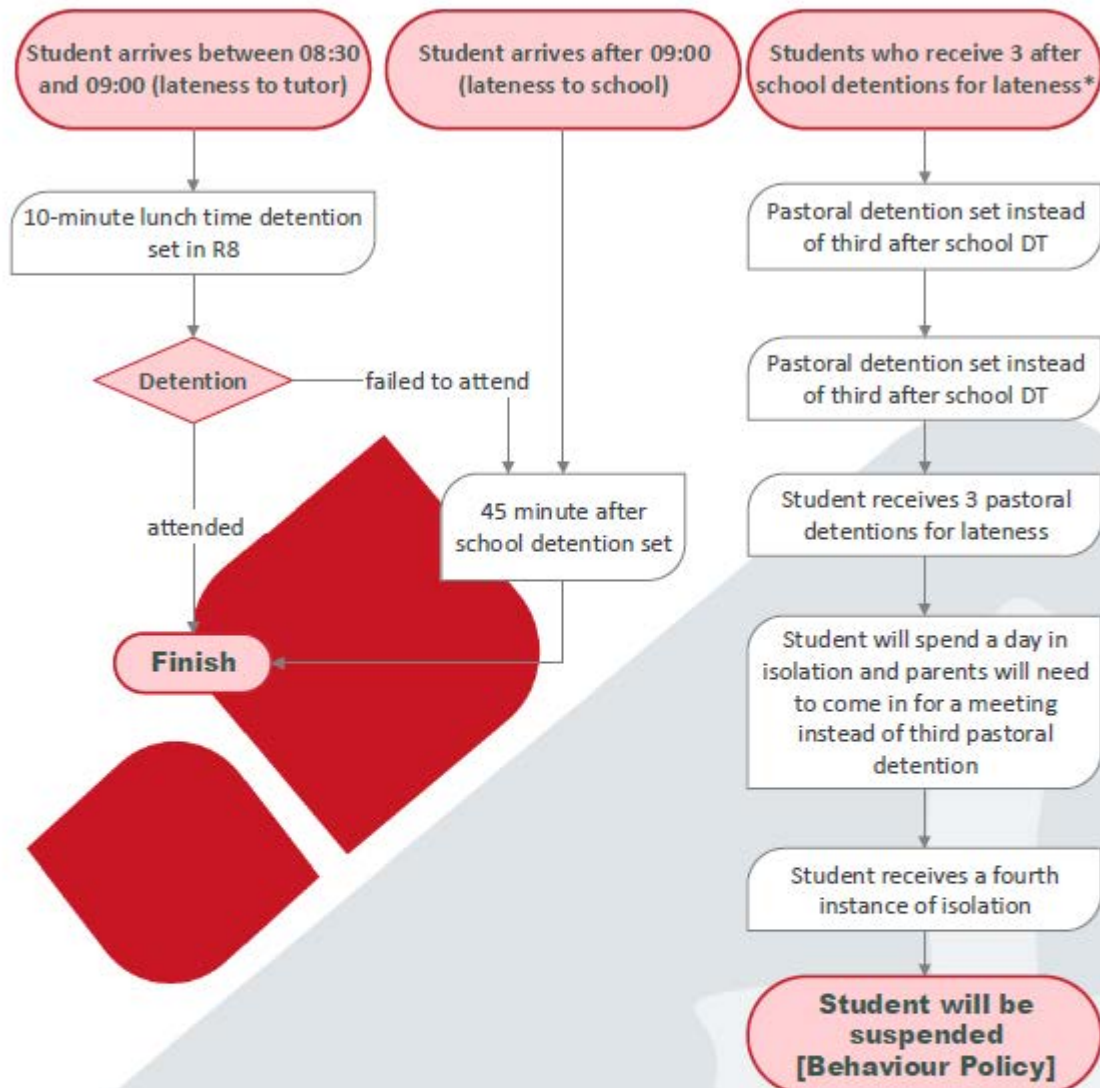 Student arrives between 08:30
and 09:00 (lateness to tutor)
10-minute lunch time detention
set in R8
Detention
failed to attend
attended
Finish
Student arrives after 09:00
(lateness to school)
45 minute after
school detention set
Students who receive 3 after
school detentions for lateness*
Pastoral detention set instead
of third after school DT
Pastoral detention set instead
of third after school DT
Student receives 3 pastoral
detentions for lateness
Student will spend a day in
isolation and parents will need
to come in for a meeting
instead of third pastoral
detention
Student receives a fourth
instance of isolation
Student will be
suspended
[Behaviour Policy]